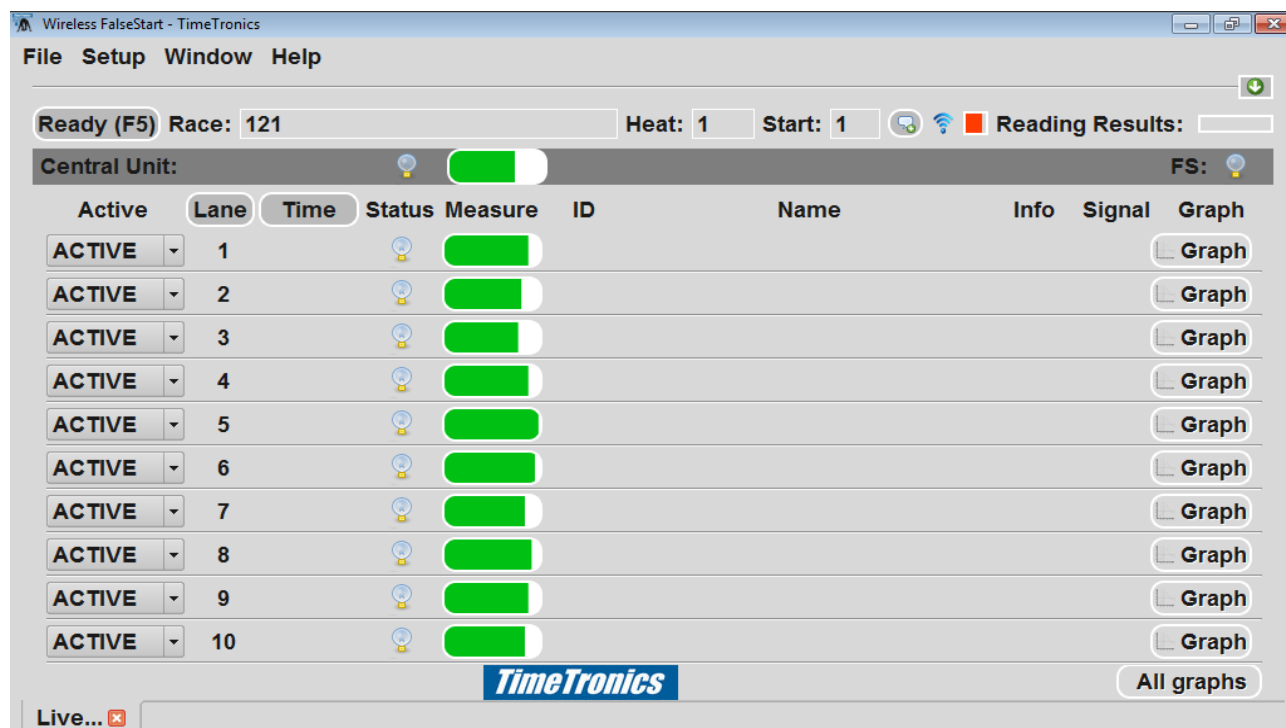 Wireless FalseStart - TimeTronics
File Setup Window Help
Ready (F5) Race: 121 Heat: 1 Start: 1 Reading Results:
Central Unit: FS:
Active Lane Time Status Measure ID Name Info Signal Graph
ACTIVE 1 Graph
ACTIVE 2 Graph
ACTIVE 3 Graph
ACTIVE 4 Graph
ACTIVE 5 Graph
ACTIVE 6 Graph
ACTIVE 7 Graph
ACTIVE 8 Graph
ACTIVE 9 Graph
ACTIVE 10 Graph
TimeTronics All graphs
Live...